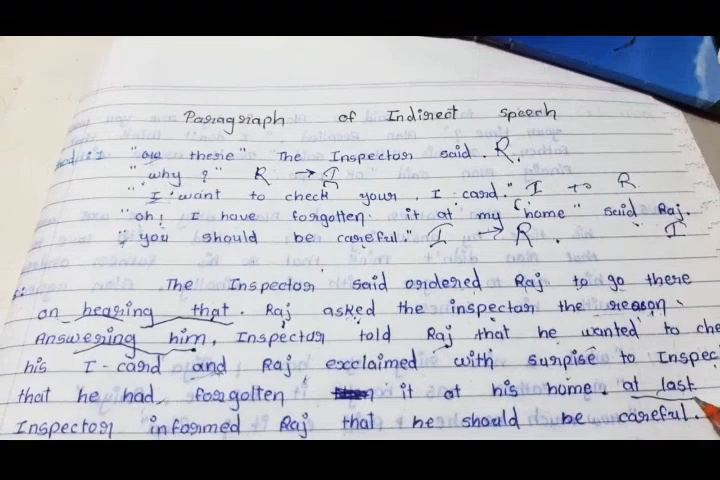 Paragraph of Indirect speech
"Go there" The Inspector said. R.
"why ?" R → I
"I want to check your I-card." I to R
"oh! I have forgotten it at my home" said Raj.
"you should be careful." I → R. I
The Inspector said ordered Raj to go there
on hearing that. Raj asked the inspector the reason.
Answering him, Inspector told Raj that he wanted to che
his I-card and Raj exclaimed with surpise to Inspec
that he had forgotten it at his home. at last
Inspector informed Raj that he should be careful.